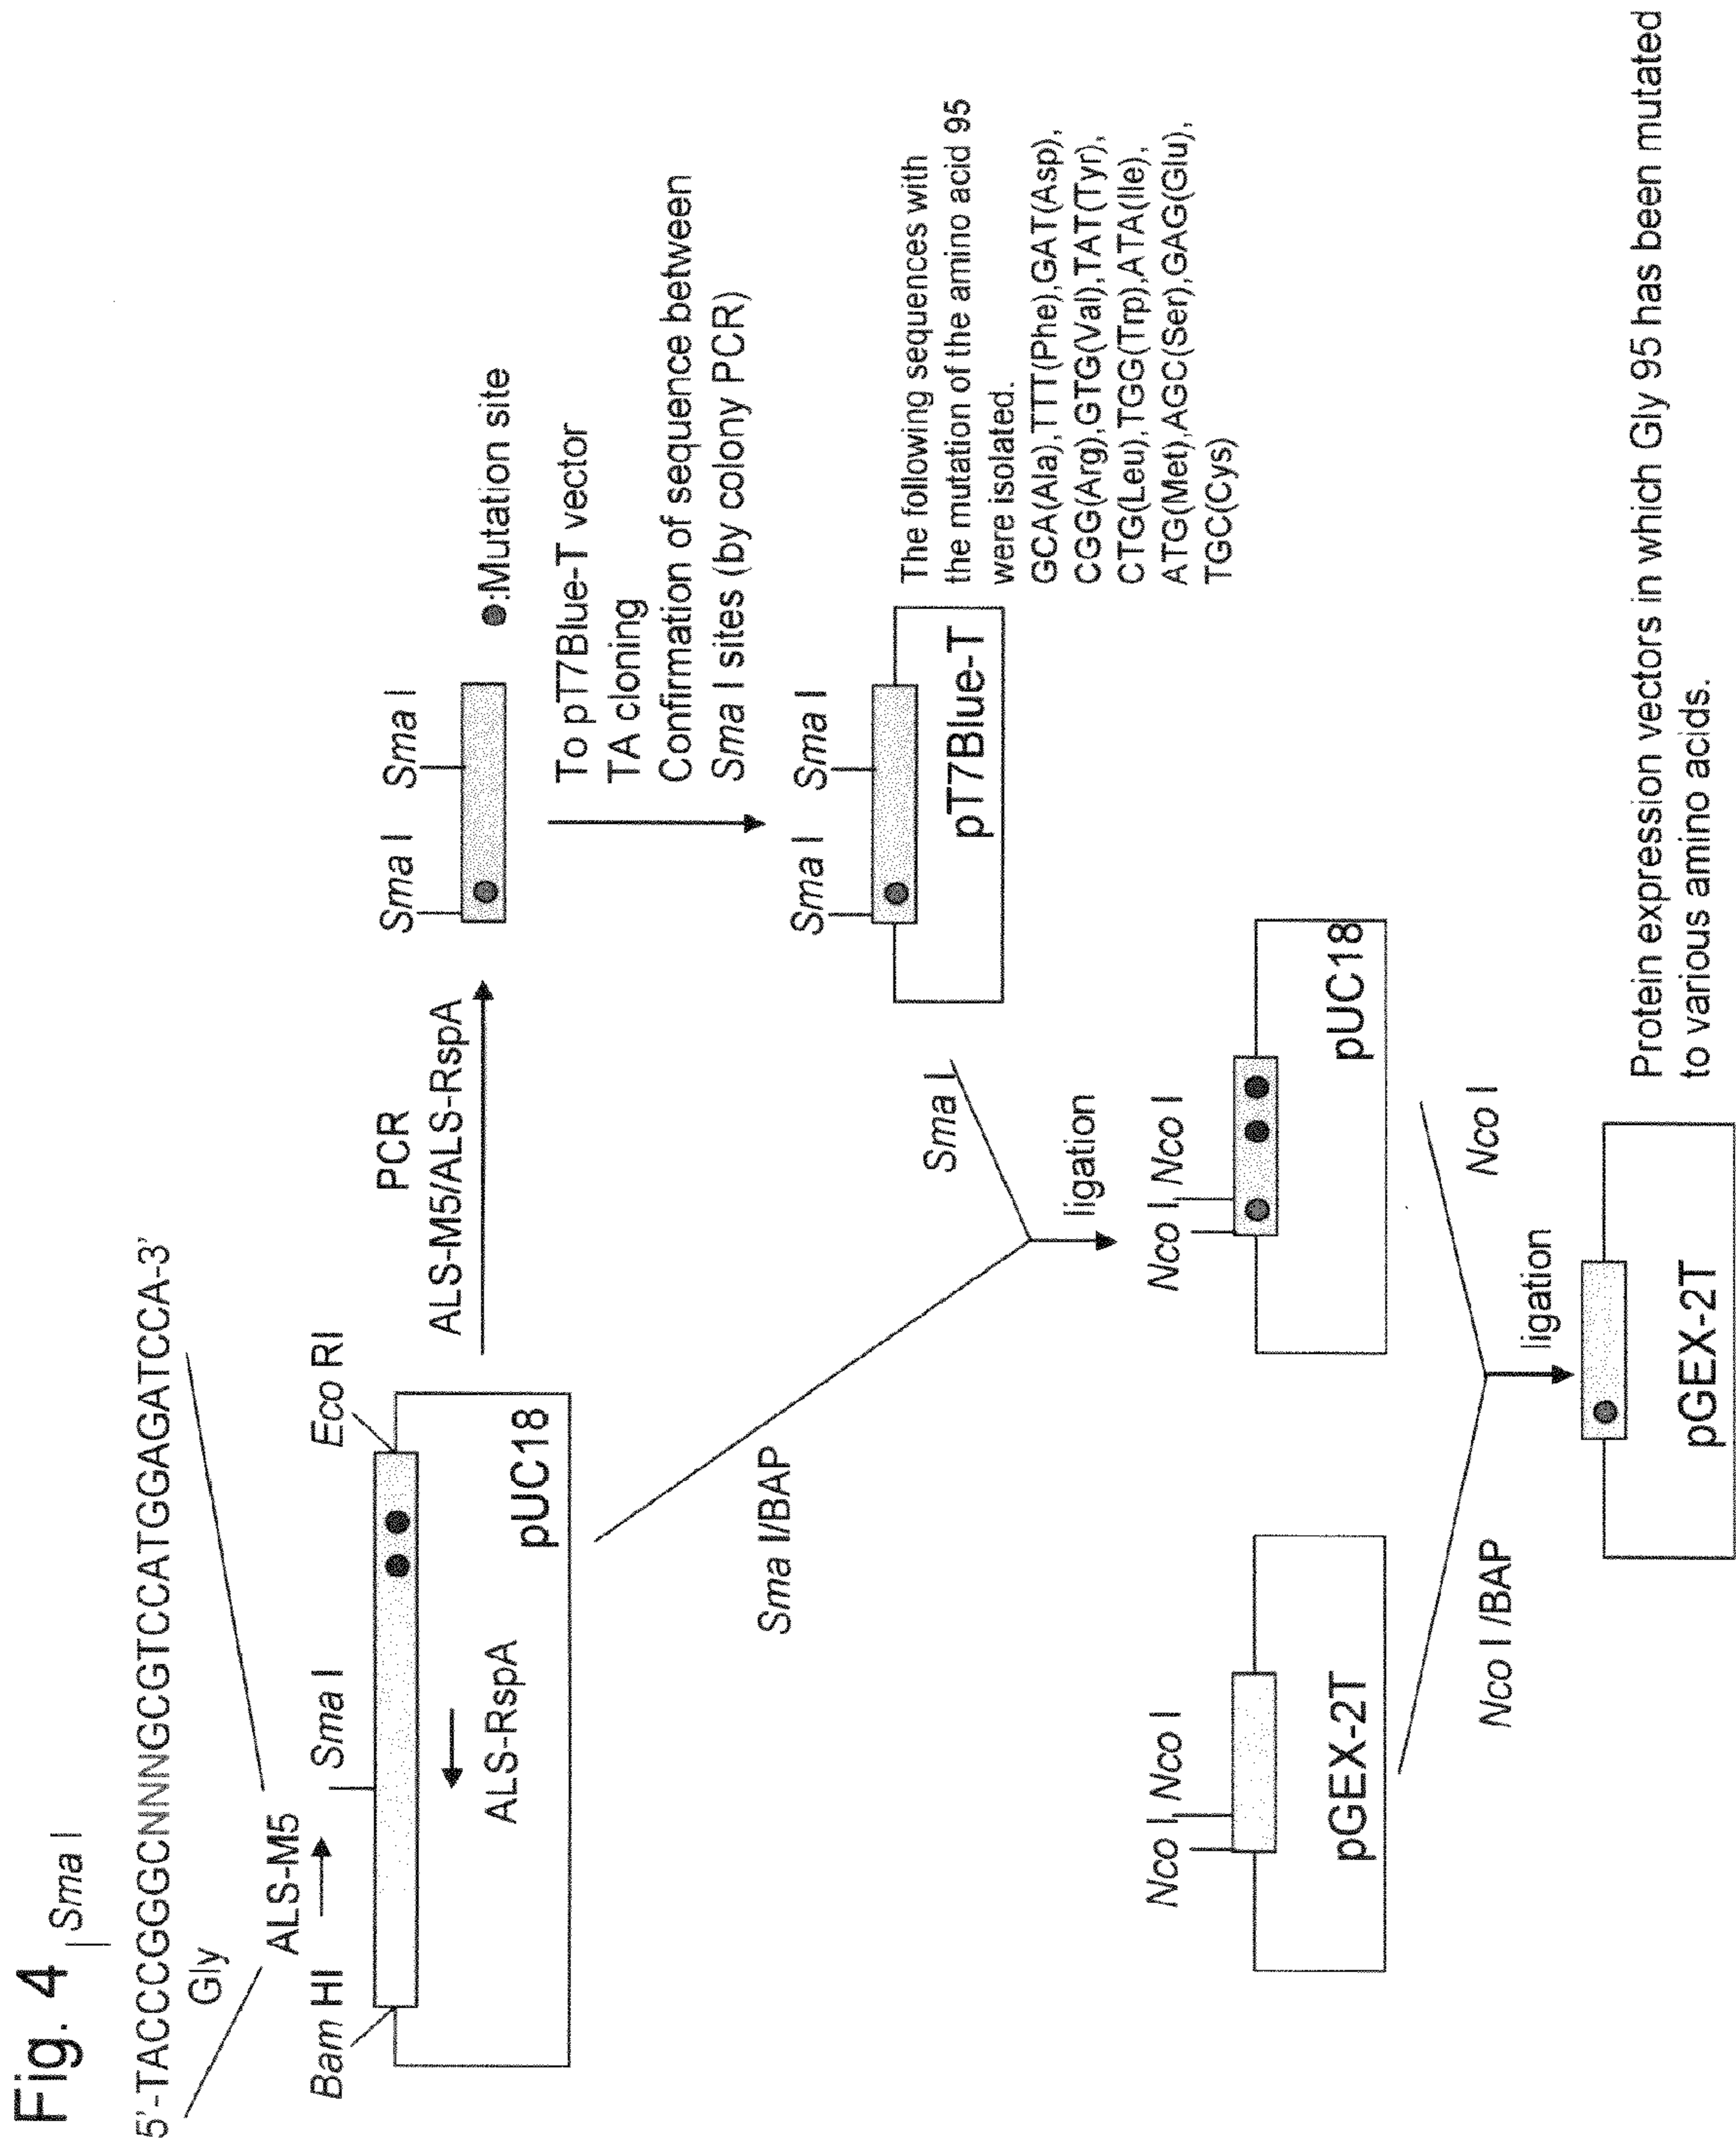 Fig. 4
Sma I
5'-TACCCGGGCNNNGCGTCCATGGAGATCCA-3'
Gly
ALS-M5
Bam HI
Sma I
Eco RI
ALS-RspA
pUC18
PCR
ALS-M5/ALS-RspA
Sma I
Sma I
●:Mutation site
To pT7Blue-T vector
TA cloning
Confirmation of sequence between
Sma I sites (by colony PCR)
Sma I
Sma I
pT7Blue-T
The following sequences with
the mutation of the amino acid 95
were isolated.
GCA(Ala),TTT(Phe),GAT(Asp),
CGG(Arg),GTG(Val),TAT(Tyr),
CTG(Leu),TGG(Trp),ATA(Ile),
ATG(Met),AGC(Ser),GAG(Glu),
TGC(Cys)
Sma I/BAP
Sma I
ligation
Nco I
Nco I
pUC18
Nco I
Nco I
pGEX-2T
Nco I /BAP
Nco I
ligation
pGEX-2T
Protein expression vectors in which Gly 95 has been mutated
to various amino acids.